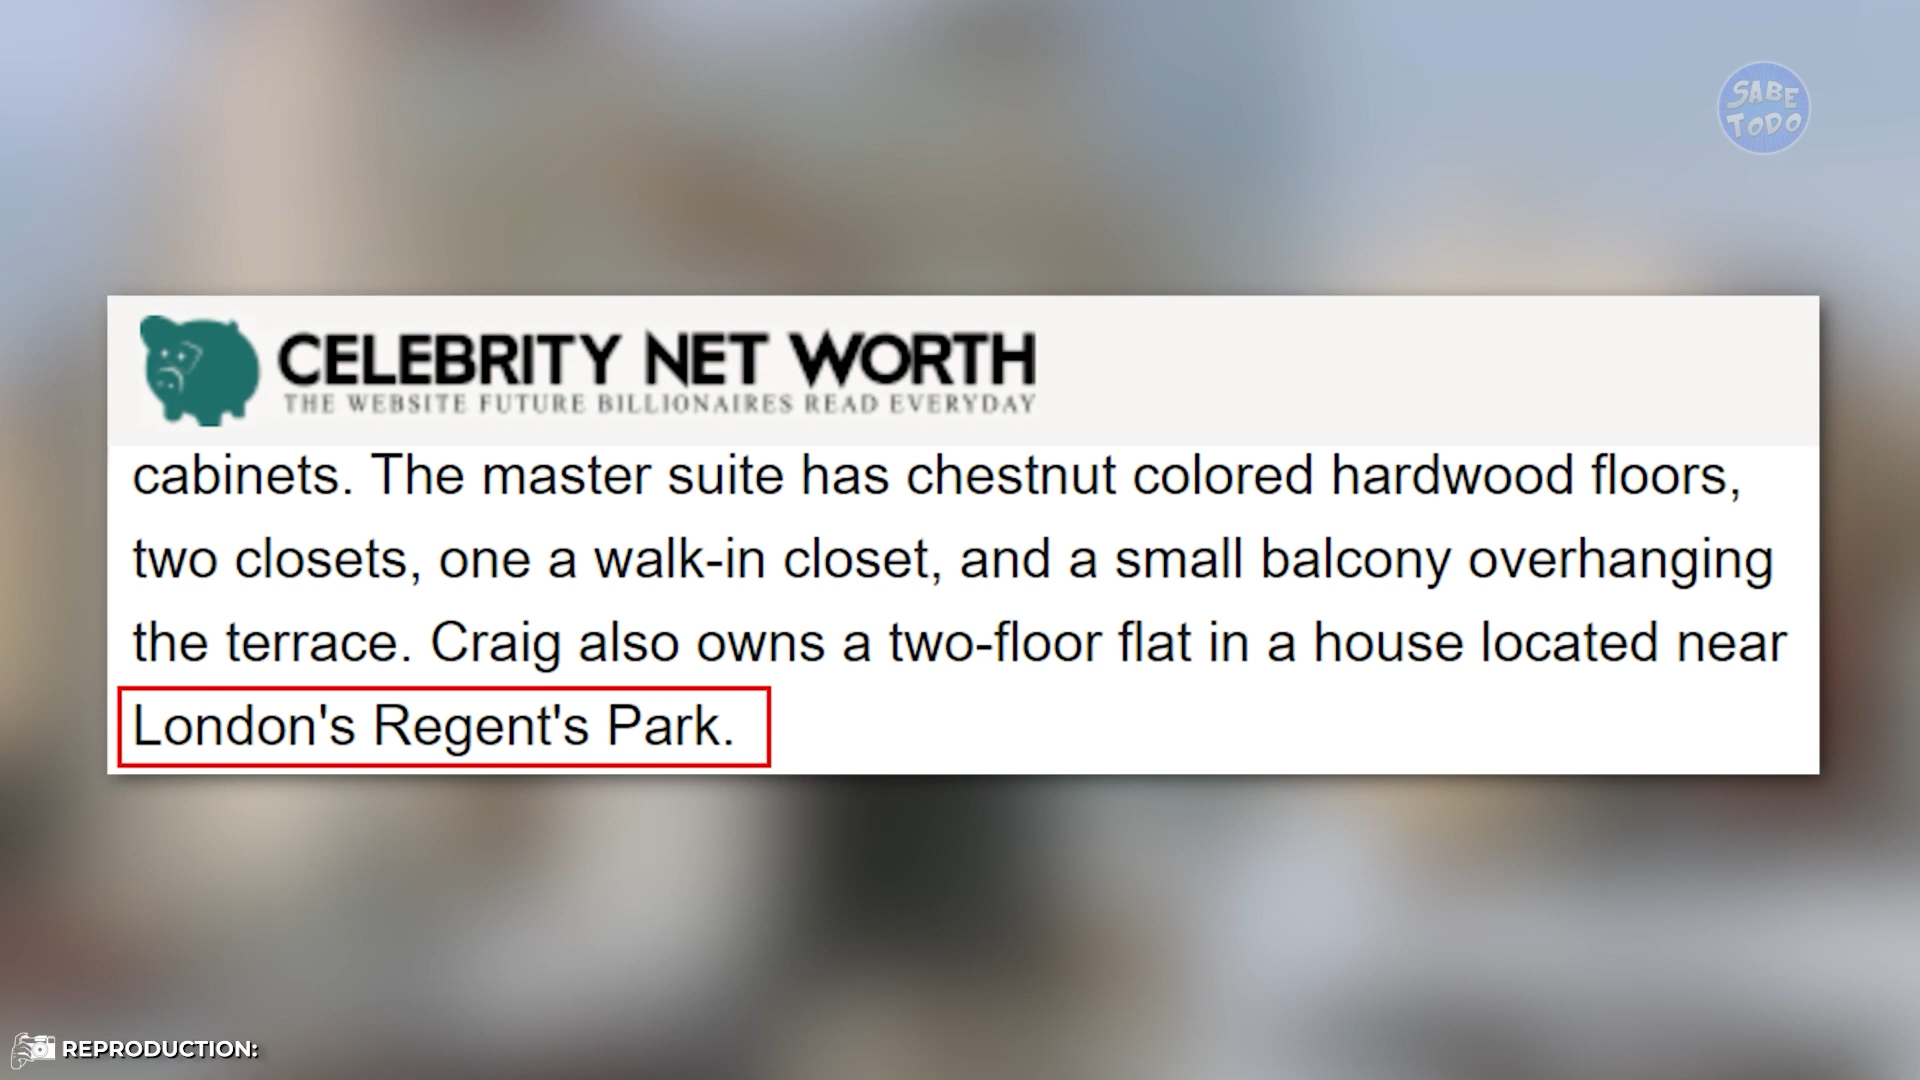 SABE
TODO
CELEBRITY NET WORTH
THE WEBSITE FUTURE BILLIONAIRES READ EVERYDAY
cabinets. The master suite has chestnut colored hardwood floors,
two closets, one a walk-in closet, and a small balcony overhanging
the terrace. Craig also owns a two-floor flat in a house located near
London's Regent's Park.
REPRODUCTION: